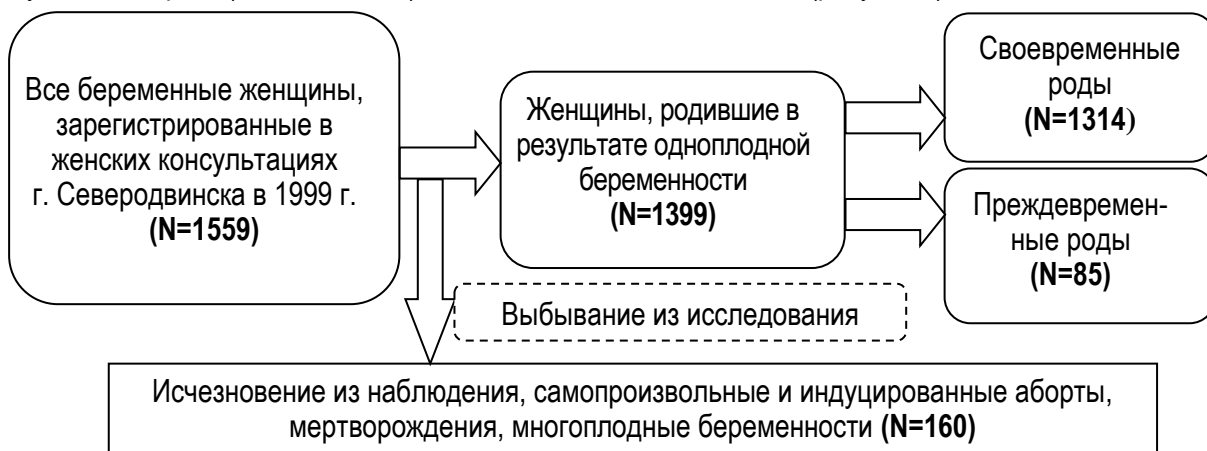 Все беременные женщины,
зарегистрированные в
женских консультациях
г. Северодвинска в 1999 г.
(N=1559)
Женщины, родившие в
результате одноплодной
беременности
(N=1399)
Своевременные
роды
(N=1314)
Преждевремен-
ные роды
(N=85)
Выбывание из исследования
Исчезновение из наблюдения, самопроизвольные и индуцированные аборты,
мертворождения, многоплодные беременности (N=160)